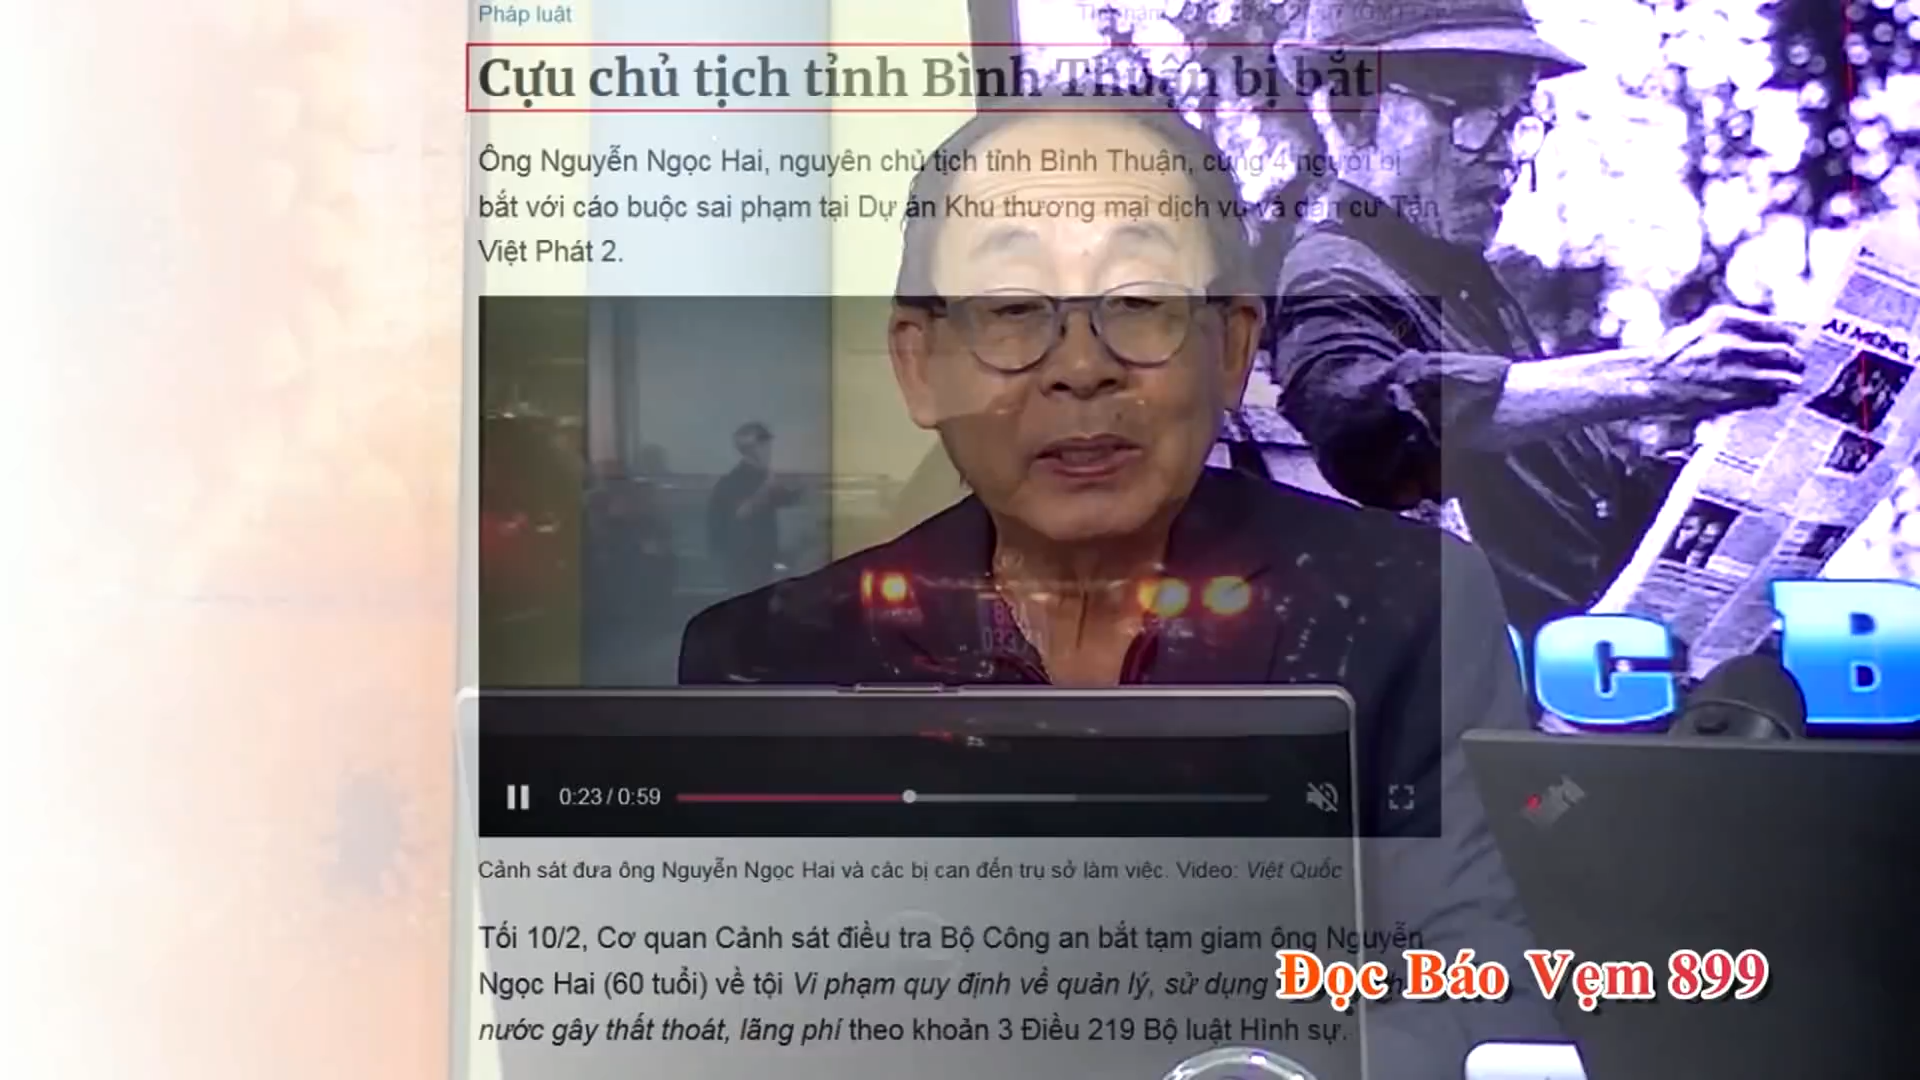 Pháp luật
Cựu chủ tịch tỉnh Bình Thuận bị bắt
Ông Nguyễn Ngọc Hai, nguyên chủ tịch tỉnh Bình Thuận, cùng 4 người bị
bắt với cáo buộc sai phạm tại Dự án Khu thương mại dịch vụ và dân cư Tân
Việt Phát 2.
C B
0:23 / 0:59
Cảnh sát đưa ông Nguyễn Ngọc Hai và các bị can đến trụ sở làm việc. Video: Việt Quốc
Tối 10/2, Cơ quan Cảnh sát điều tra Bộ Công an bắt tạm giam ông Nguyễn
Ngọc Hai (60 tuổi) về tội Vi phạm quy định về quản lý, sử dụng
nước gây thất thoát, lãng phí theo khoản 3 Điều 219 Bộ luật Hình sự.
Đọc Báo Vẹm 899